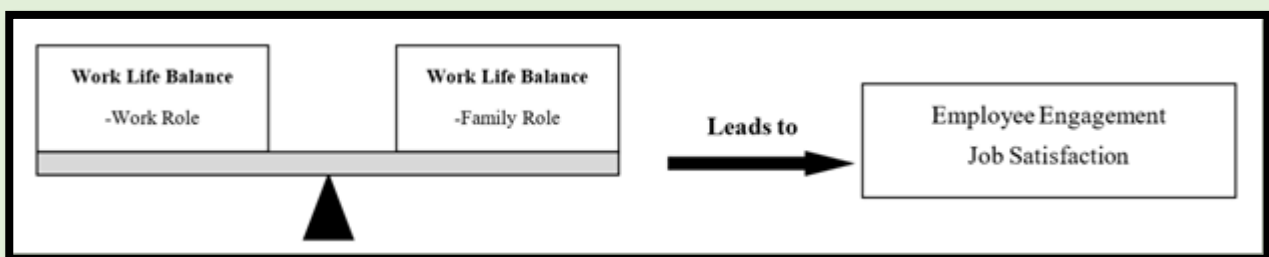 Work Life Balance
-Work Role
Work Life Balance
-Family Role
Leads to
Employee Engagement
Job Satisfaction